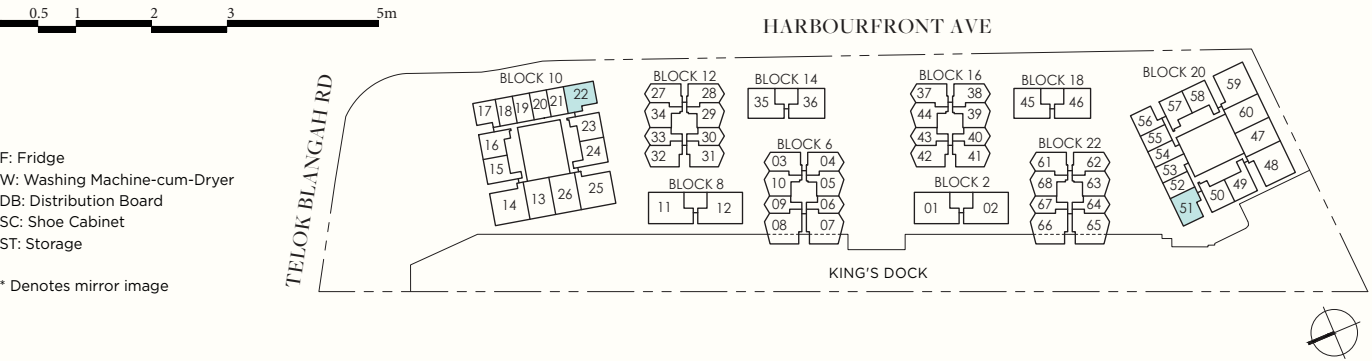 0.5 1 2 3 5m
HARBOURFRONT AVE
TELOK BLANGAH RD
F: Fridge
W: Washing Machine-cum-Dryer
DB: Distribution Board
SC: Shoe Cabinet
ST: Storage
* Denotes mirror image
BLOCK 10
17 18 19 20 21 22
16 23
15 24
14 13 26 25
BLOCK 12
27 28
34 29
33 30
32 31
BLOCK 14
35 36
BLOCK 6
03 04
10 05
09 06
08 07
BLOCK 8
11 12
BLOCK 16
37 38
44 39
43 40
42 41
BLOCK 18
45 46
BLOCK 2
01 02
BLOCK 22
61 62
68 63
67 64
66 65
BLOCK 20
59
58
57
56 60
55 47
54
53 48
52 49
51 50
KING'S DOCK